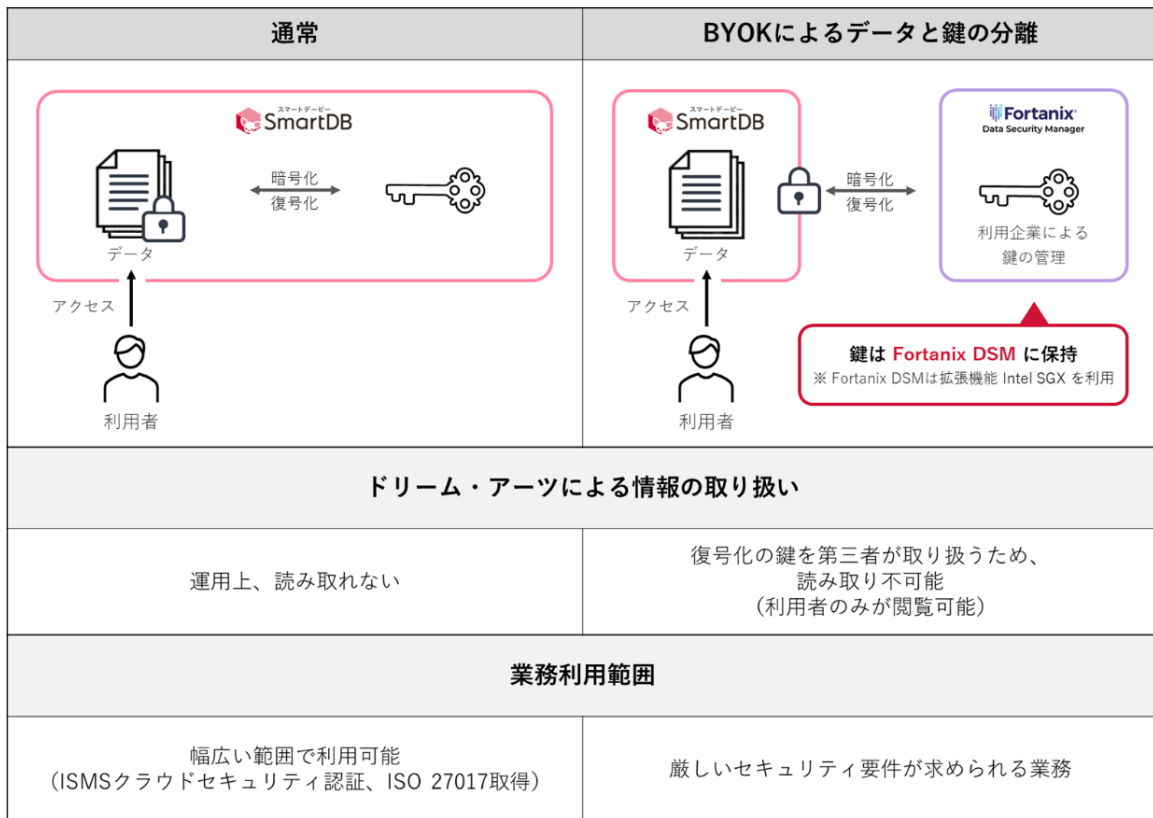 通常
BYOKによるデータと鍵の分離
スマートデービー
SmartDB
暗号化
復号化
データ
アクセス
利用者
スマートデービー
SmartDB
暗号化
復号化
データ
アクセス
利用者
Fortanix
Data Security Manager
利用企業による
鍵の管理
鍵は Fortanix DSM に保持
※ Fortanix DSMは拡張機能 Intel SGX を利用
ドリーム・アーツによる情報の取り扱い
運用上、読み取れない
復号化の鍵を第三者が取り扱うため、
読み取り不可能
(利用者のみが閲覧可能)
業務利用範囲
幅広い範囲で利用可能
(ISMSクラウドセキュリティ認証、ISO 27017取得)
厳しいセキュリティ要件が求められる業務